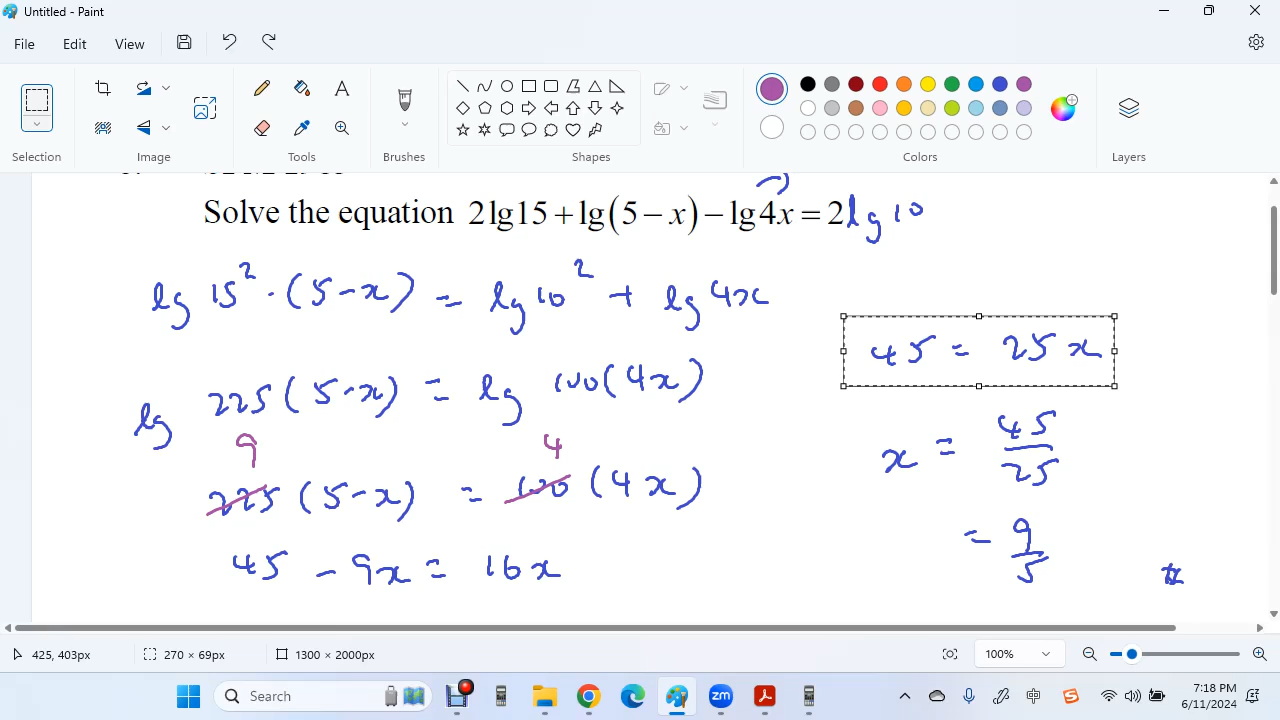 Untitled - Paint
File Edit View
Selection Image Tools Brushes Shapes Colors Layers
Solve the equation 2lg15 + lg(5 − x) − lg4x = 2lg10
lg 15² · (5 − x) = lg 10² + lg 4x
lg 225(5 − x) = lg 100(4x)
9 4
225(5 − x) = 100(4x)
45 − 9x = 16x
45 = 25x
x = 45/25
= 9/5
425, 403px 270 × 69px 1300 × 2000px 100%
Search 中 7:18 PM
6/11/2024